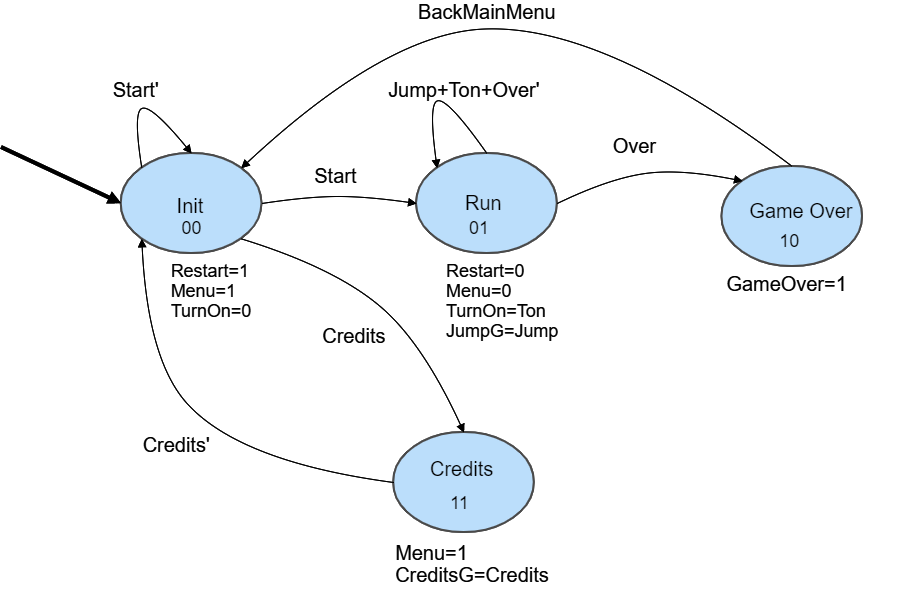 BackMainMenu
Start'
Jump+Ton+Over'
Over
Start
Init
00
Run
01
Game Over
10
Restart=1
Menu=1
TurnOn=0
Restart=0
Menu=0
TurnOn=Ton
JumpG=Jump
GameOver=1
Credits
Credits'
Credits
11
Menu=1
CreditsG=Credits